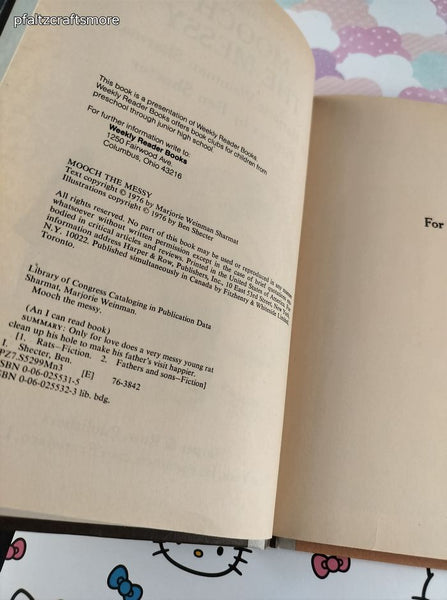 pfaltzcraftsmore
This book is a presentation of Weekly Reader Books.
Weekly Reader Books offers book clubs for children from
preschool through junior high school.
For further information write to:
Weekly Reader Books
1250 Fairwood Ave.
Columbus, Ohio 43216
MOOCH THE MESSY
Text copyright © 1976 by Marjorie Weinman Sharmat
Illustrations copyright © 1976 by Ben Shecter
All rights reserved. No part of this book may be used or reproduced in any manner
whatsoever without written permission except in the case of brief quotations em-
bodied in critical articles and reviews. Printed in the United States of America. For
information address Harper & Row, Publishers, Inc., 10 East 53rd Street, New York,
N.Y. 10022. Published simultaneously in Canada by Fitzhenry & Whiteside Limited,
Toronto.
Library of Congress Cataloging in Publication Data
Sharmat, Marjorie Weinman.
Mooch the messy.
(An I can read book)
SUMMARY: Only for love does a very messy young rat
clean up his hole to make his father's visit happier.
[1. Rats—Fiction. 2. Fathers and sons—Fiction]
I. Shecter, Ben.
PZ7.S5299Mn3 [E] 76-3842
ISBN 0-06-025531-5
ISBN 0-06-025532-3 lib. bdg.
For